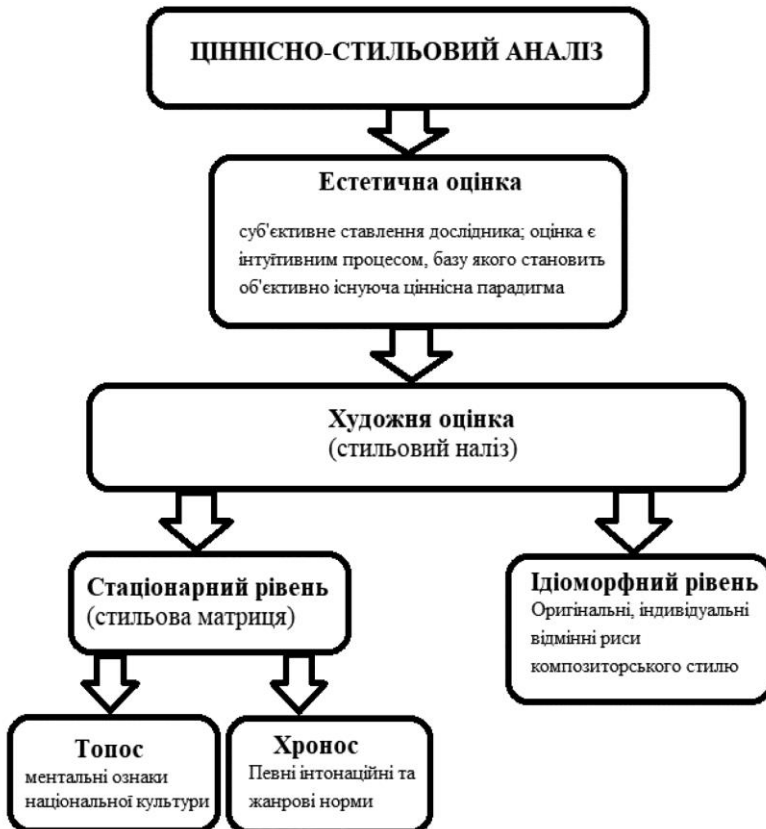 ЦІННІСНО-СТИЛЬОВИЙ АНАЛІЗ
Естетична оцінка
суб'єктивне ставлення дослідника; оцінка є
інтуїтивним процесом, базу якого становить
об'єктивно існуюча ціннісна парадигма
Художня оцінка
(стильовий наліз)
Стаціонарний рівень
(стильова матриця)
Ідіоморфний рівень
Оригінальні, індивідуальні
відмінні риси
композиторського стилю
Топос
ментальні ознаки
національної культури
Хронос
Певні інтонаційні та
жанрові норми